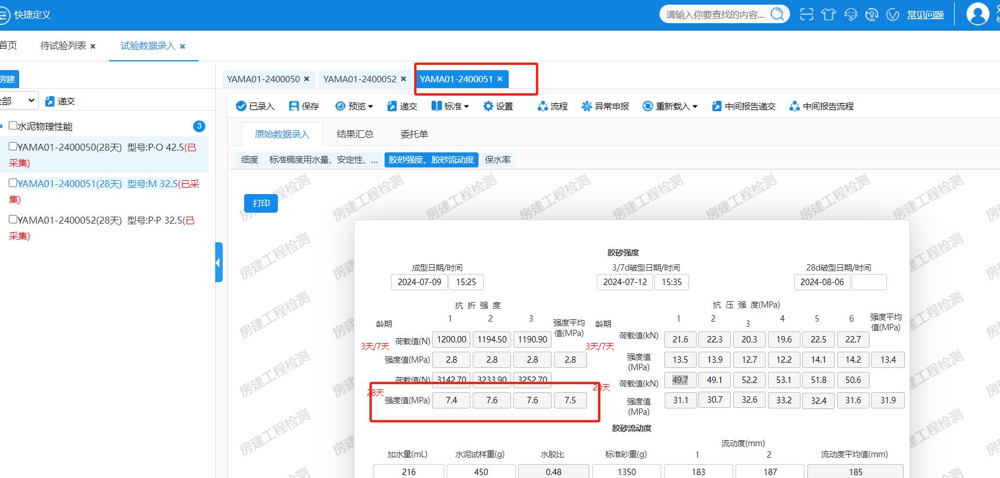 快捷定义
请输入你要查找的内容...
常见问题
首页
待试验列表 ×
试验数据录入 ×
房建
全部
递交
水泥物理性能
3
YAMA01-2400050(28天) 型号:P·O 42.5(已
采集)
YAMA01-2400051(28天) 型号:M 32.5(已采
集)
YAMA01-2400052(28天) 型号:P·P 32.5(已
采集)
YAMA01-2400050 × YAMA01-2400052 × YAMA01-2400051 ×
已录入 保存 预览 递交 标准 设置 流程 异常申报 重新载入 中间报告递交 中间报告流程
原始数据录入 结果汇总 委托单
细度 标准稠度用水量、安定性、... 胶砂强度、胶砂流动度 保水率
打印
房建工程检测
胶砂强度
成型日期/时间 3/7d破型日期/时间 28d破型日期/时间
2024-07-09 15:25 2024-07-12 15:35 2024-08-06
抗 折 强 度 抗 压 强 度(MPa)
龄期 1 2 3 强度平均值(MPa) 龄期 1 2 3 4 5 6 强度平均值(MPa)
3天/7天 荷载值(N) 1200.00 1194.50 1190.90 3天/7天 荷载值(kN) 21.6 22.3 20.3 19.6 22.5 22.7
强度值(MPa) 2.8 2.8 2.8 2.8 强度值(MPa) 13.5 13.9 12.7 12.2 14.1 14.2 13.4
28天 荷载值(N) 3142.70 3233.90 3252.70 28天 荷载值(kN) 49.7 49.1 52.2 53.1 51.8 50.6
强度值(MPa) 7.4 7.6 7.6 7.5 强度值(MPa) 31.1 30.7 32.6 33.2 32.4 31.6 31.9
胶砂流动度
流动度(mm)
加水量(mL) 水泥试样重(g) 水胶比 标准砂重(g) 1 2 流动度平均值(mm)
216 450 0.48 1350 183 187 185